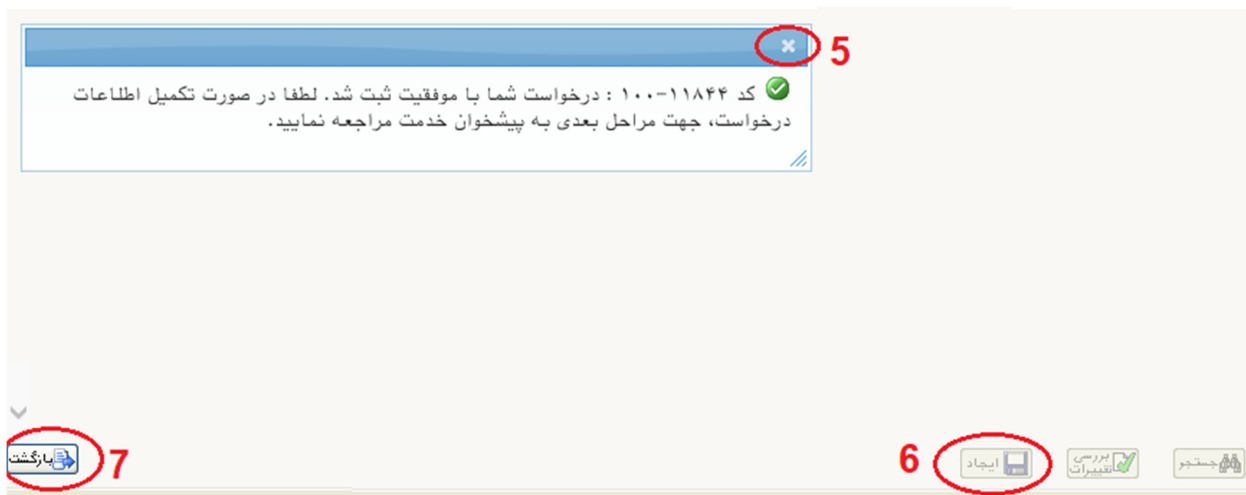 5
کد ۱۱۸۴۴-۱۰۰ : درخواست شما با موفقیت ثبت شد. لطفا در صورت تکمیل اطلاعات
درخواست، جهت مراحل بعدی به پیشخوان خدمت مراجعه نمایید.
جستجو
بررسی
تغییرات
ایجاد
6
7
بازگشت